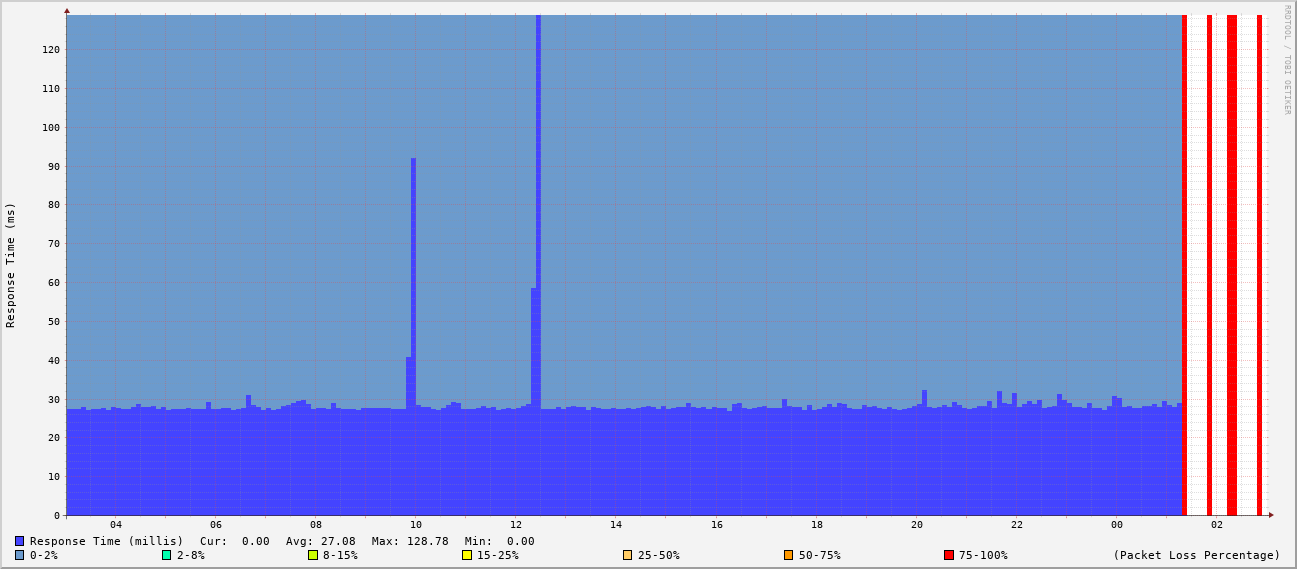 RRDTOOL / TOBI OETIKER
Response Time (ms)
120
110
100
90
80
70
60
50
40
30
20
10
0
04 06 08 10 12 14 16 18 20 22 00 02
Response Time (millis) Cur: 0.00 Avg: 27.08 Max: 128.78 Min: 0.00
0-2% 2-8% 8-15% 15-25% 25-50% 50-75% 75-100% (Packet Loss Percentage)